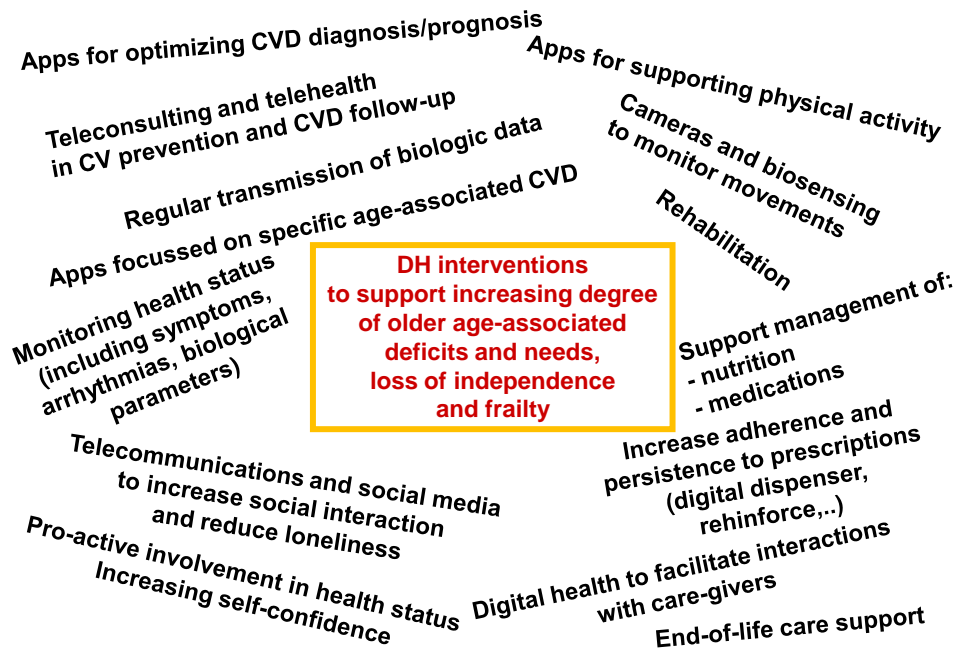 Apps for optimizing CVD diagnosis/prognosis
Teleconsulting and telehealth
in CV prevention and CVD follow-up
Regular transmission of biologic data
Apps focussed on specific age-associated CVD
Monitoring health status
(including symptoms,
arrhythmias, biological
parameters)
Telecommunications and social media
to increase social interaction
and reduce loneliness
Pro-active involvement in health status
Increasing self-confidence
DH interventions
to support increasing degree
of older age-associated
deficits and needs,
loss of independence
and frailty
Apps for supporting physical activity
Cameras and biosensing
to monitor movements
Rehabilitation
Support management of:
- nutrition
- medications
Increase adherence and
persistence to prescriptions
(digital dispenser,
rehinforce,..)
Digital health to facilitate interactions
with care-givers
End-of-life care support